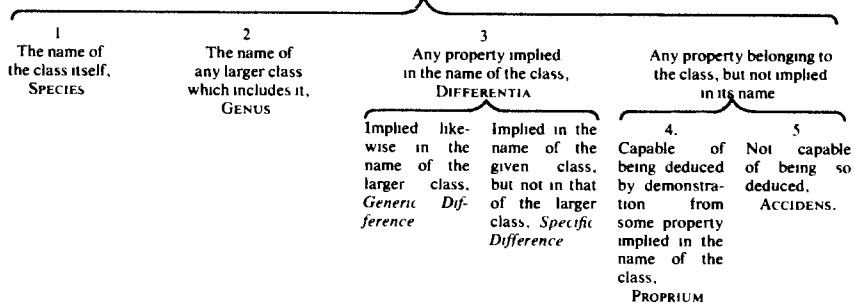 1
The name of
the class itself,
SPECIES
2
The name of
any larger class
which includes it,
GENUS
3
Any property implied
in the name of the class,
DIFFERENTIA
Implied like-
wise in the
name of the
larger class.
Generic Dif-
ference
Implied in the
name of the
given class.
but not in that
of the larger
class, Specific
Difference
Any property belonging to
the class, but not implied
in its name
4.
Capable of
being deduced
by demonstra-
tion from
some property
implied in the
name of the
class,
PROPRIUM
5
Not capable
of being so
deduced,
ACCIDENS.